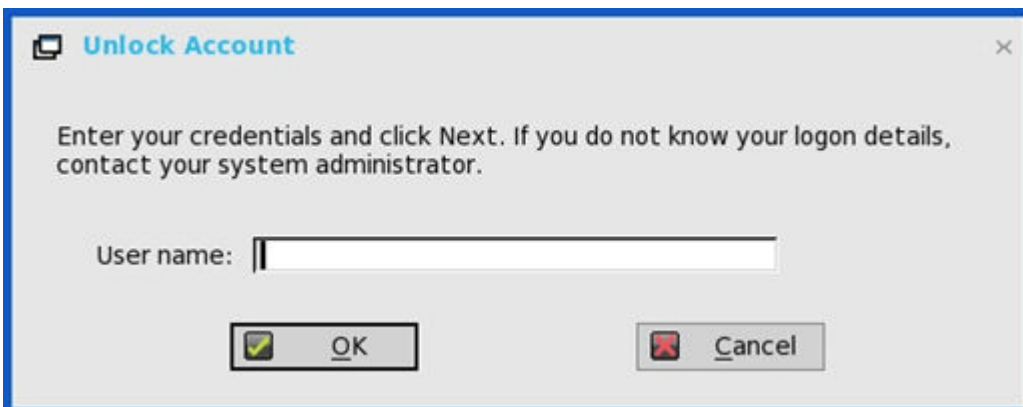 Unlock Account
Enter your credentials and click Next. If you do not know your logon details,
contact your system administrator.
User name:
OK
Cancel